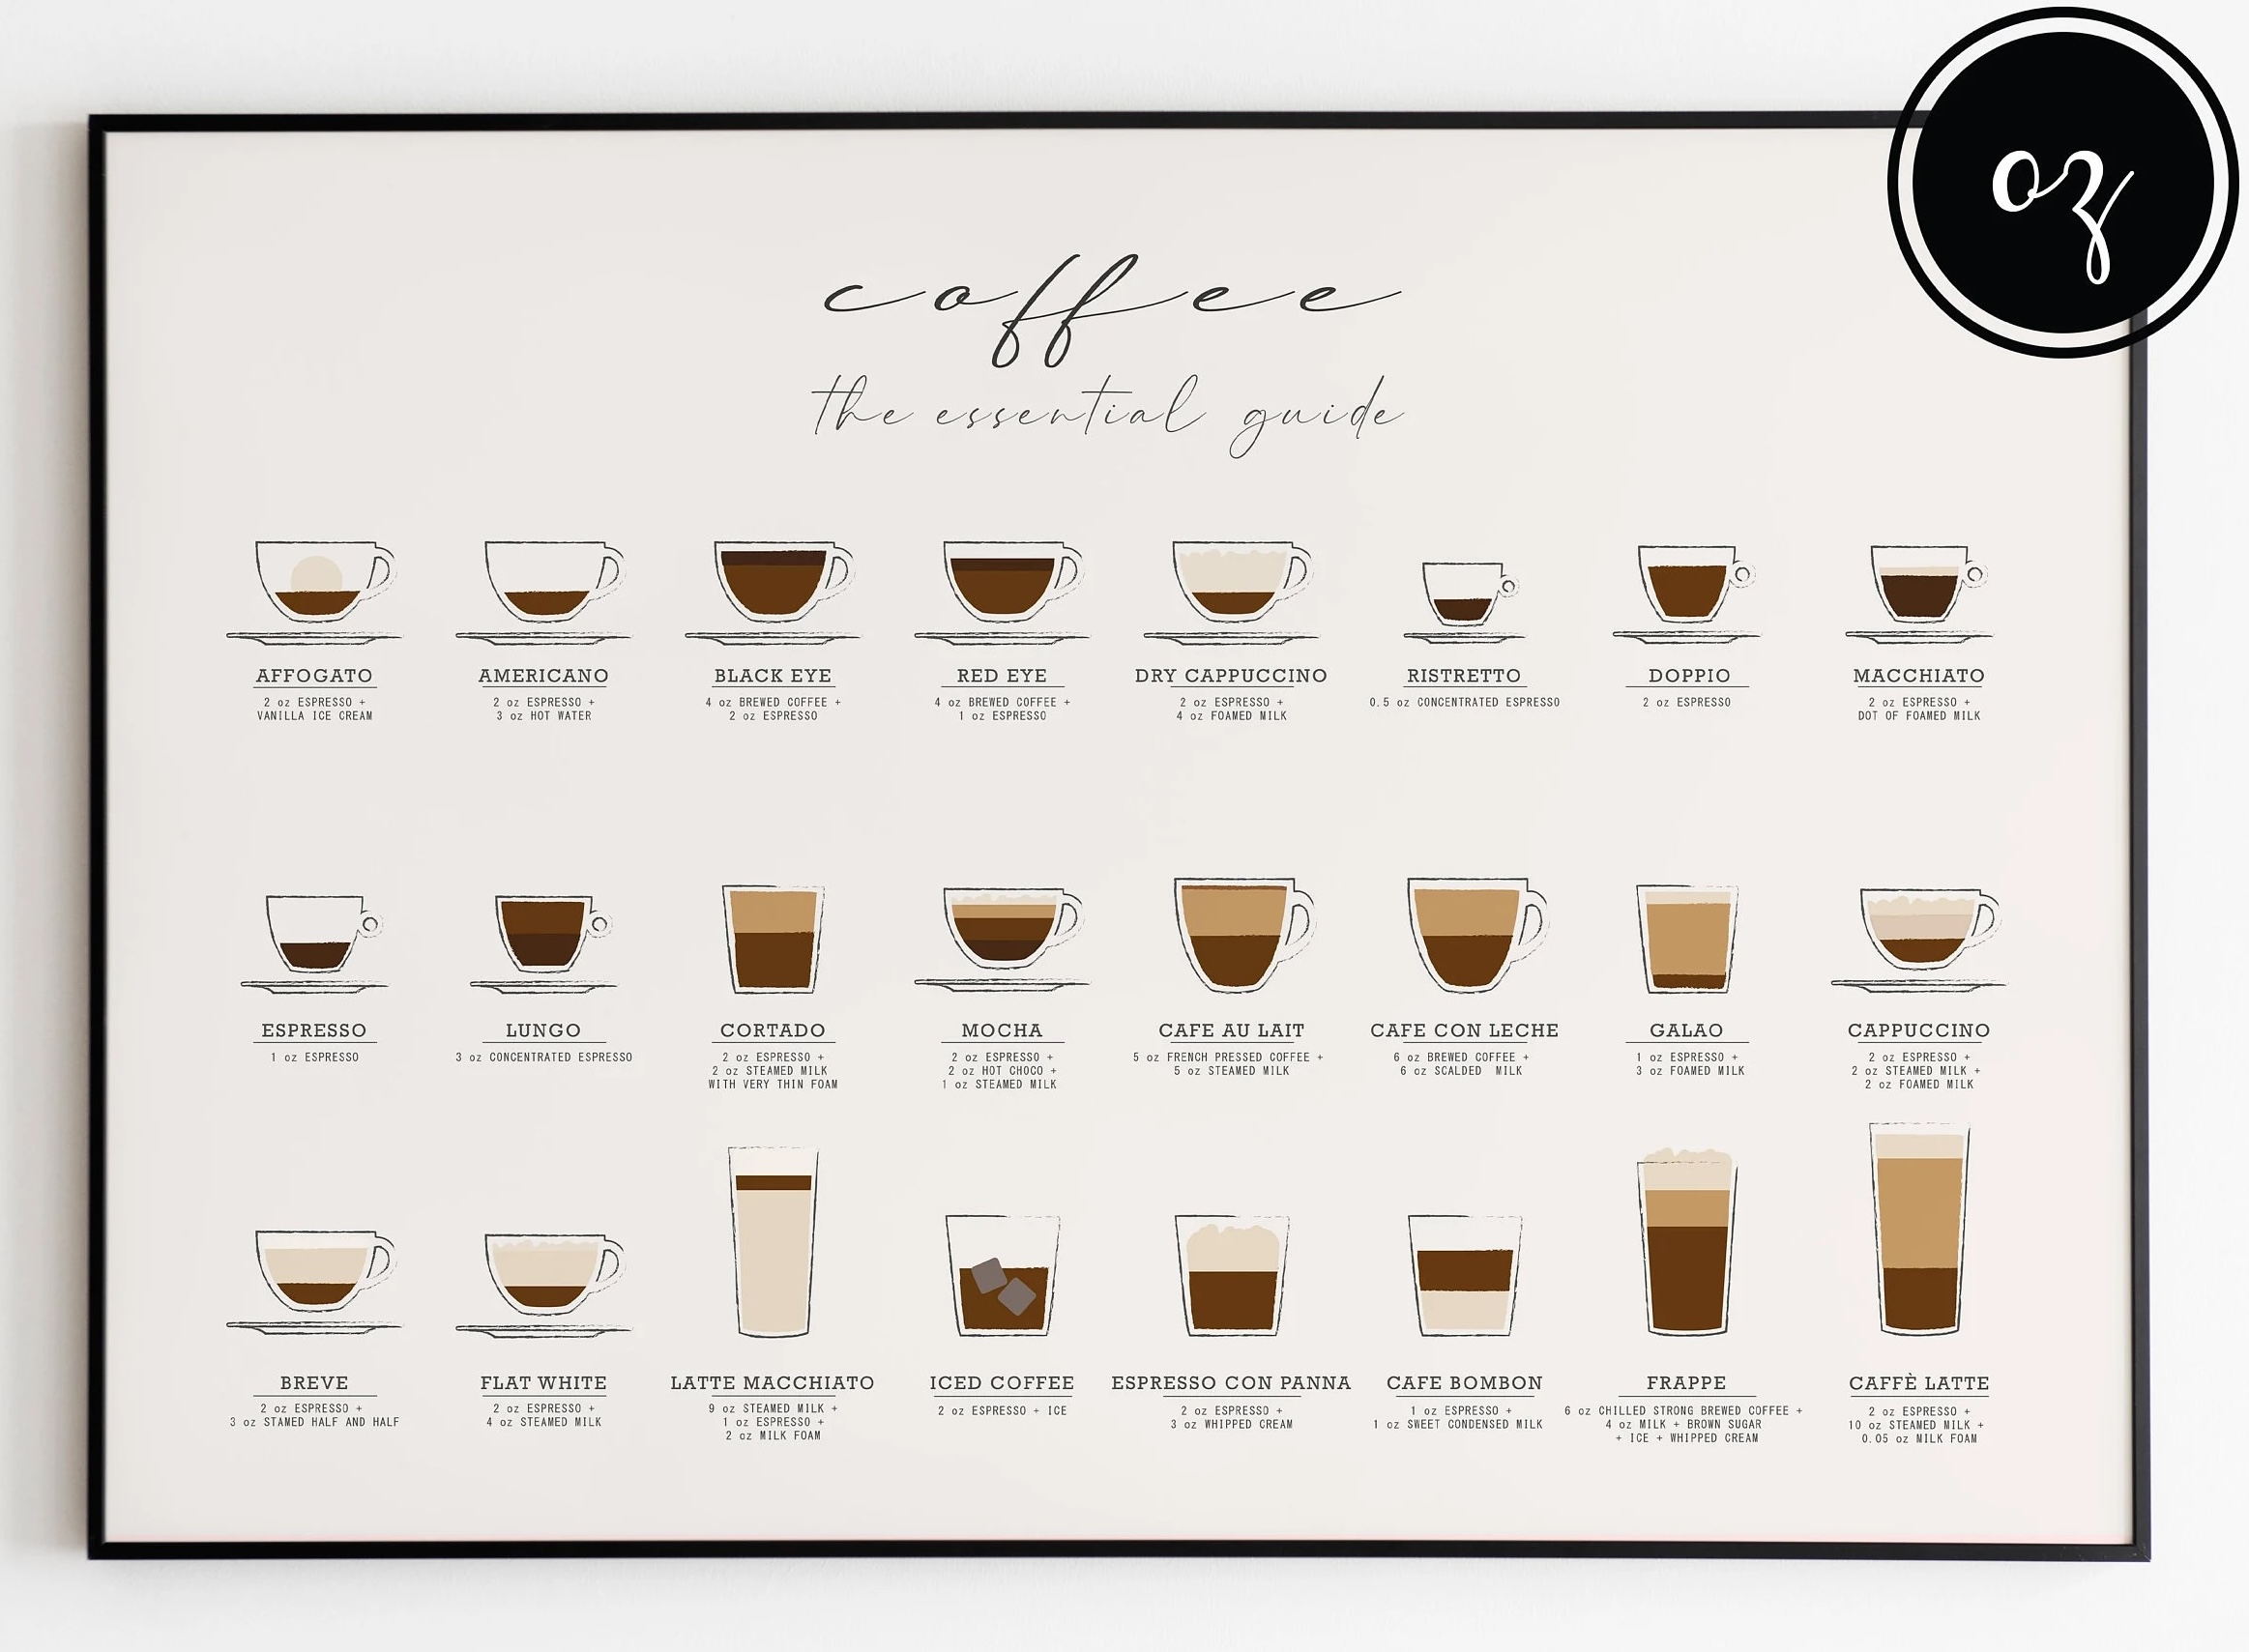 oz
coffee
the essential guide
AFFOGATO
2 oz ESPRESSO +
VANILLA ICE CREAM
AMERICANO
2 oz ESPRESSO +
3 oz HOT WATER
BLACK EYE
4 oz BREWED COFFEE +
2 oz ESPRESSO
RED EYE
4 oz BREWED COFFEE +
1 oz ESPRESSO
DRY CAPPUCCINO
2 oz ESPRESSO +
4 oz FOAMED MILK
RISTRETTO
0.5 oz CONCENTRATED ESPRESSO
DOPPIO
2 oz ESPRESSO
MACCHIATO
2 oz ESPRESSO +
DOT OF FOAMED MILK
ESPRESSO
1 oz ESPRESSO
LUNGO
3 oz CONCENTRATED ESPRESSO
CORTADO
2 oz ESPRESSO +
2 oz STEAMED MILK
WITH VERY THIN FOAM
MOCHA
2 oz ESPRESSO +
2 oz HOT CHOCO +
1 oz STEAMED MILK
CAFE AU LAIT
5 oz FRENCH PRESSED COFFEE +
5 oz STEAMED MILK
CAFE CON LECHE
6 oz BREWED COFFEE +
6 oz SCALDED MILK
GALAO
1 oz ESPRESSO +
3 oz FOAMED MILK
CAPPUCCINO
2 oz ESPRESSO +
2 oz STEAMED MILK +
2 oz FOAMED MILK
BREVE
2 oz ESPRESSO +
3 oz STAMED HALF AND HALF
FLAT WHITE
2 oz ESPRESSO +
4 oz STEAMED MILK
LATTE MACCHIATO
9 oz STEAMED MILK +
1 oz ESPRESSO +
2 oz MILK FOAM
ICED COFFEE
2 oz ESPRESSO + ICE
ESPRESSO CON PANNA
2 oz ESPRESSO +
3 oz WHIPPED CREAM
CAFE BOMBON
1 oz ESPRESSO +
1 oz SWEET CONDENSED MILK
FRAPPE
6 oz CHILLED STRONG BREWED COFFEE +
4 oz MILK + BROWN SUGAR
+ ICE + WHIPPED CREAM
CAFFÈ LATTE
2 oz ESPRESSO +
10 oz STEAMED MILK +
0.05 oz MILK FOAM